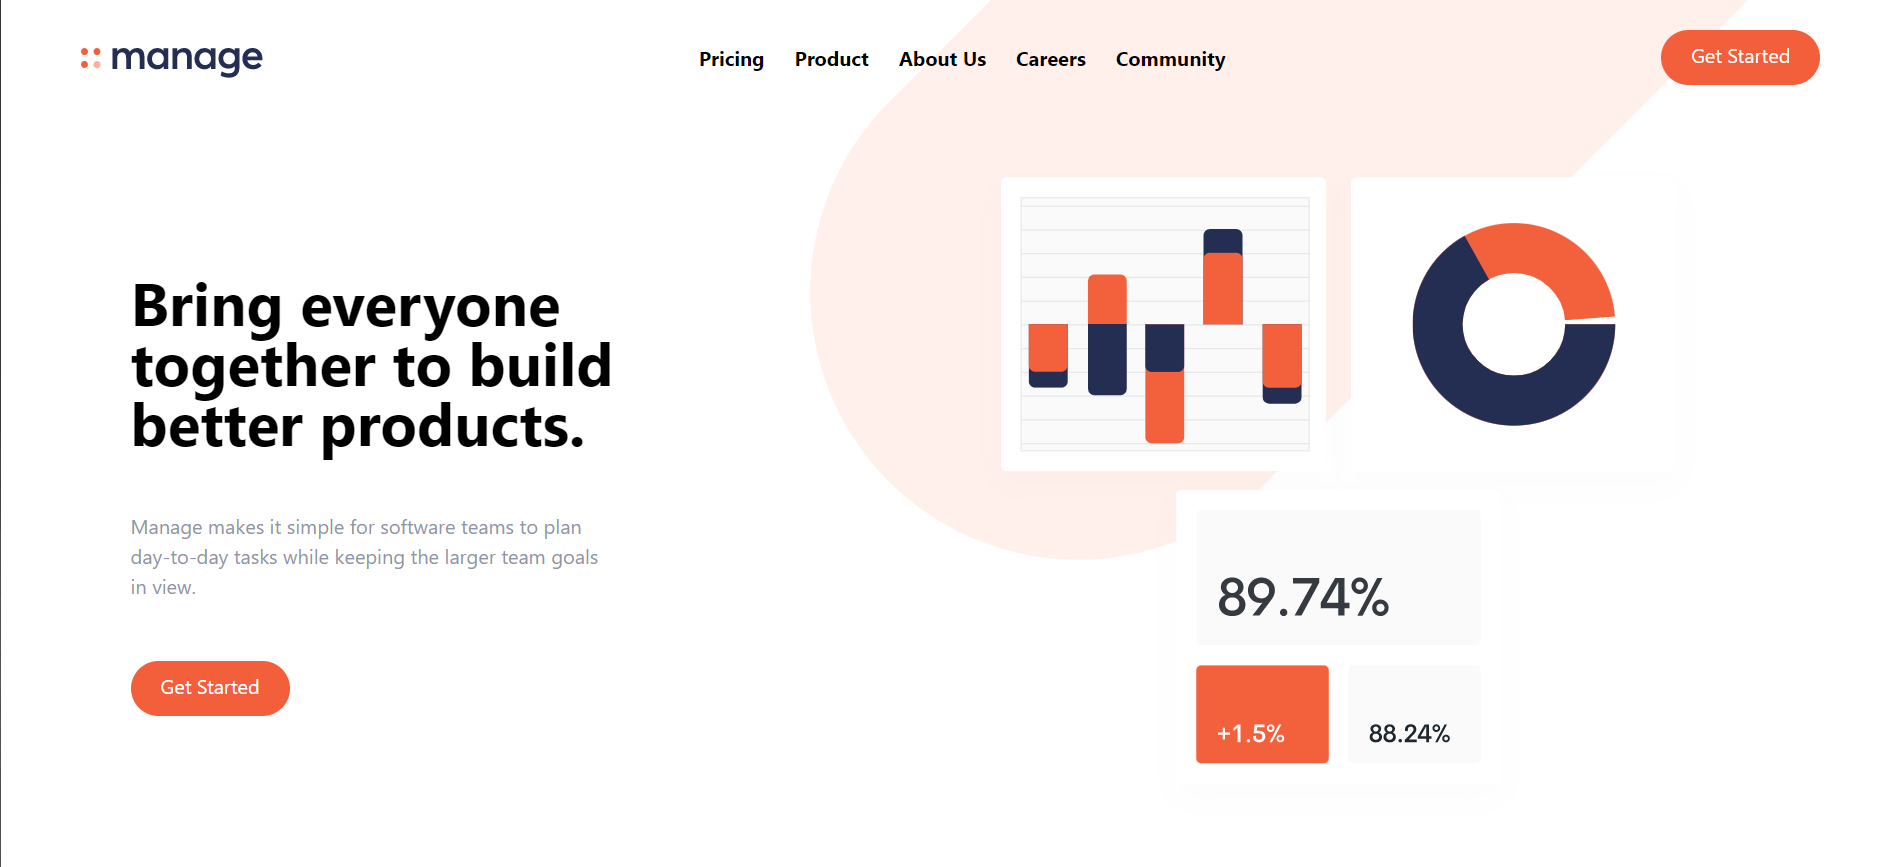 manage
Pricing Product About Us Careers Community
Get Started
Bring everyone
together to build
better products.
Manage makes it simple for software teams to plan
day-to-day tasks while keeping the larger team goals
in view.
Get Started
89.74%
+1.5%
88.24%